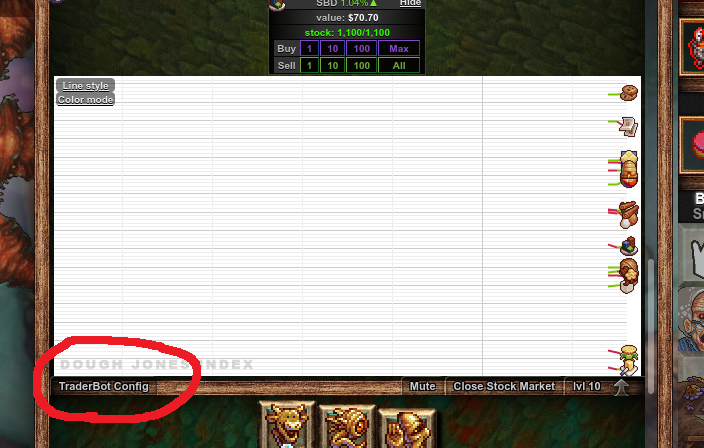 SBD 1.04%▲ Hide
value: $70.70
stock: 1,100/1,100
Buy 1 10 100 Max
Sell 1 10 100 All
Line style
Color mode
DOUGH JONES INDEX
TraderBot Config Mute Close Stock Market lvl 10